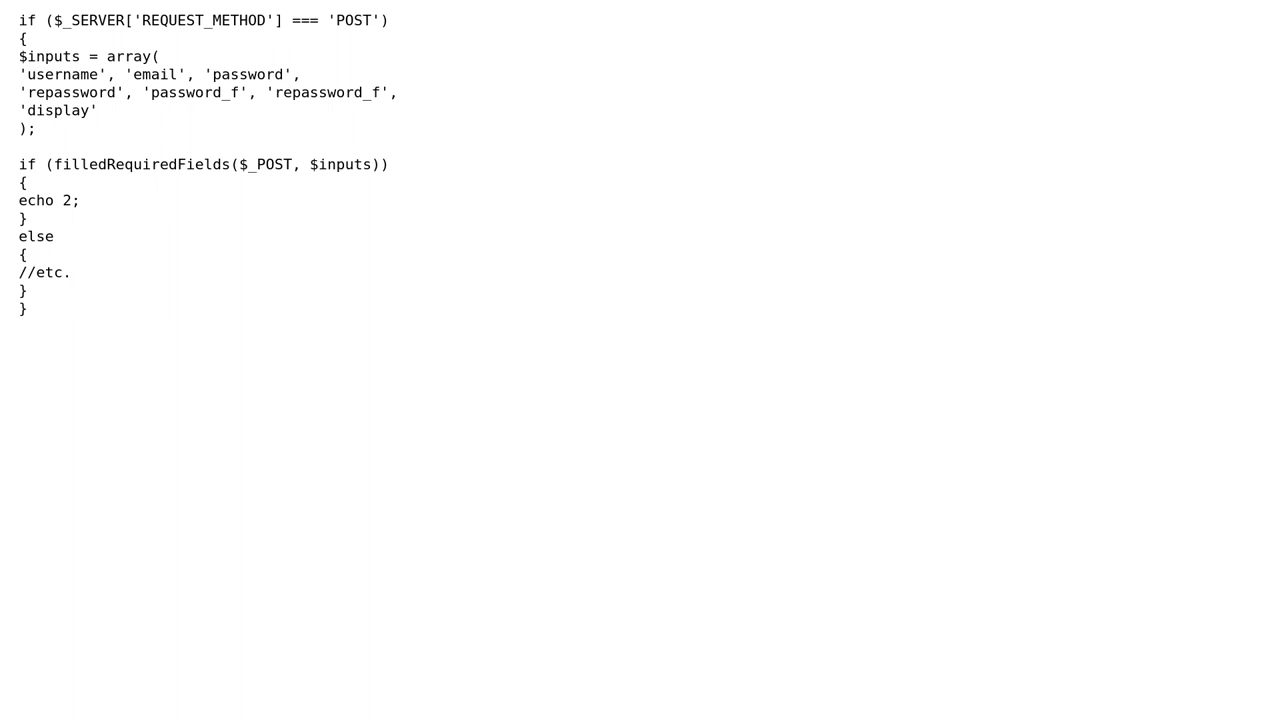 if ($_SERVER['REQUEST_METHOD'] === 'POST')
{
$inputs = array(
'username', 'email', 'password',
'repassword', 'password_f', 'repassword_f',
'display'
);

if (filledRequiredFields($_POST, $inputs))
{
echo 2;
}
else
{
//etc.
}
}